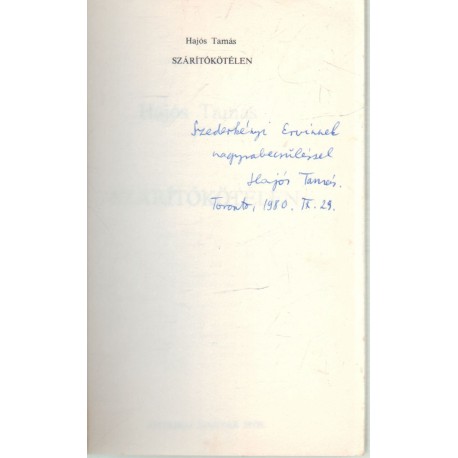 Hajós Tamás
SZÁRÍTÓKÖTÉLEN
Szederkényi Ervinnek
nagyrabecsüléssel
Hajós Tamás.
Toronto, 1980. IX. 29.